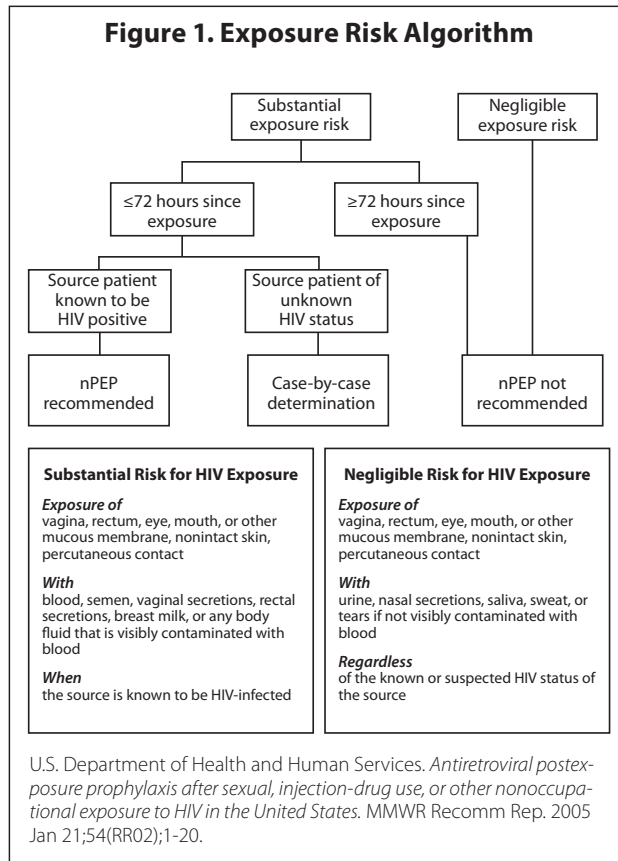 Figure 1. Exposure Risk Algorithm
Substantial
exposure risk
Negligible
exposure risk
≤72 hours since
exposure
≥72 hours since
exposure
Source patient
known to be
HIV positive
Source patient of
unknown
HIV status
nPEP
recommended
Case-by-case
determination
nPEP not
recommended
Substantial Risk for HIV Exposure
Exposure of
vagina, rectum, eye, mouth, or other
mucous membrane, nonintact skin,
percutaneous contact
With
blood, semen, vaginal secretions, rectal
secretions, breast milk, or any body
fluid that is visibly contaminated with
blood
When
the source is known to be HIV-infected
Negligible Risk for HIV Exposure
Exposure of
vagina, rectum, eye, mouth, or other
mucous membrane, nonintact skin,
percutaneous contact
With
urine, nasal secretions, saliva, sweat, or
tears if not visibly contaminated with
blood
Regardless
of the known or suspected HIV status of
the source
U.S. Department of Health and Human Services. Antiretroviral postex-
posure prophylaxis after sexual, injection-drug use, or other nonoccupa-
tional exposure to HIV in the United States. MMWR Recomm Rep. 2005
Jan 21;54(RR02);1-20.